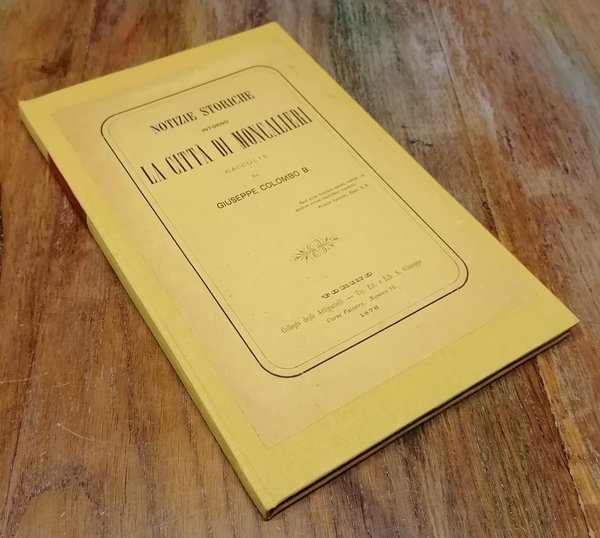 NOTIZIE STORICHE
INTORNO
LA CITTÀ DI MONCALIERI
RACCOLTE
DI
GIUSEPPE COLOMBO B.
TORINO
Collegio degli Artigianelli — Tip. Lit. e Lib. S. Giuseppe
Corso Palestro, Numero 14,
1876